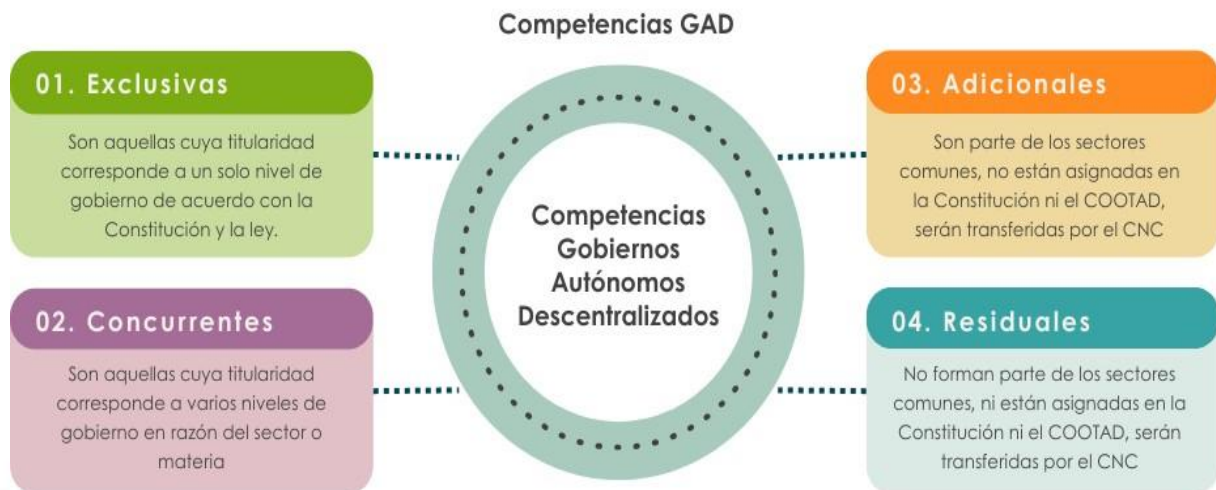 Competencias GAD
01. Exclusivas
Son aquellas cuya titularidad
corresponde a un solo nivel de
gobierno de acuerdo con la
Constitución y la ley.
02. Concurrentes
Son aquellas cuya titularidad
corresponde a varios niveles de
gobierno en razón del sector o
materia
Competencias
Gobiernos
Autónomos
Descentralizados
03. Adicionales
Son parte de los sectores
comunes, no están asignadas en
la Constitución ni el COOTAD,
serán transferidas por el CNC
04. Residuales
No forman parte de los sectores
comunes, ni están asignadas en la
Constitución ni el COOTAD, serán
transferidas por el CNC